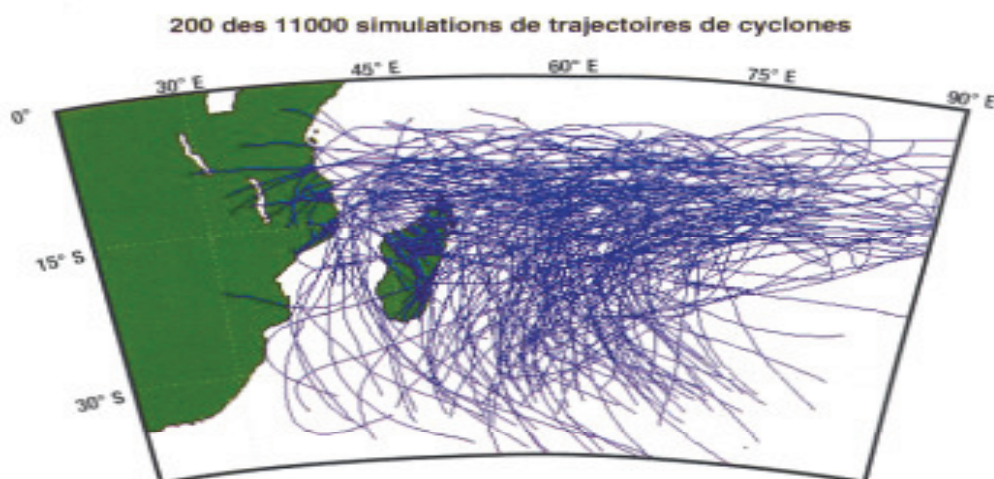 200 des 11000 simulations de trajectoires de cyclones
30° E
45° E
60° E
75° E
90° E
0°
15° S
30° S